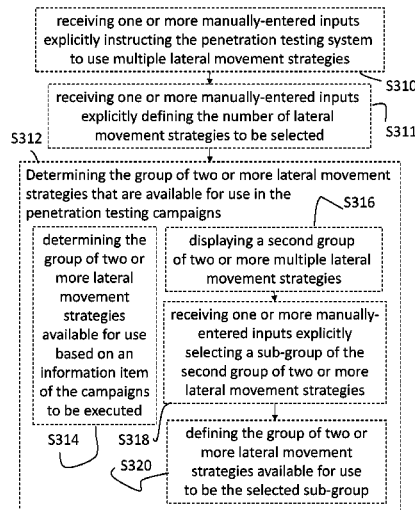 receiving one or more manually-entered inputs
explicitly instructing the penetration testing system
to use multiple lateral movement strategies
S310
receiving one or more manually-entered inputs
explicitly defining the number of lateral
movement strategies to be selected
S311
S312
Determining the group of two or more lateral movement
strategies that are available for use in the
penetration testing campaigns
S316
determining the
group of two or
more lateral
movement
strategies
available for use
based on an
information item
of the campaigns
to be executed
S314
displaying a second group
of two or more multiple lateral
movement strategies
receiving one or more manually-
entered inputs explicitly
selecting a sub-group of the
second group of two or more
lateral movement strategies
S318
defining the group of two or
more lateral movement
strategies available for use
to be the selected sub-group
S320